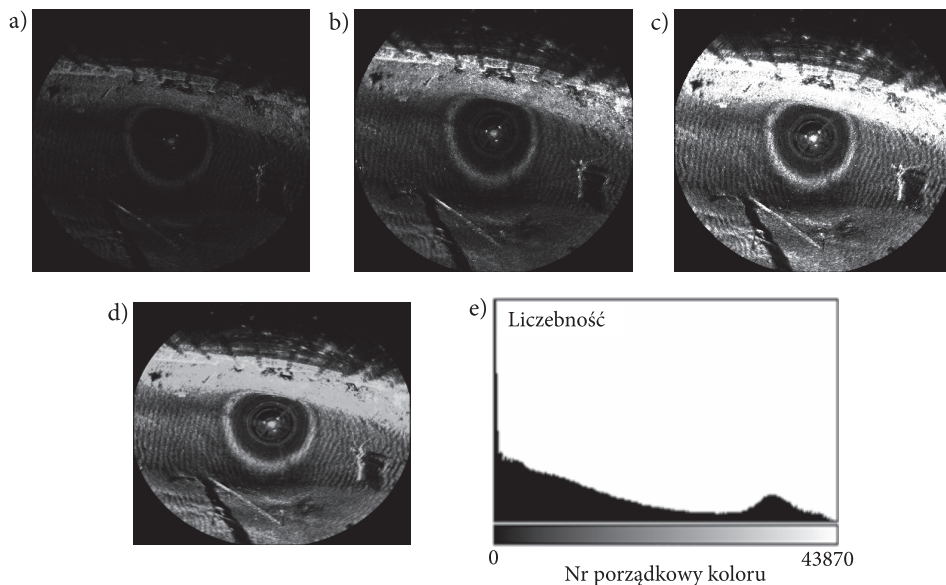 a)
b)
c)
d)
e)
Liczebność
0
43870
Nr porządkowy koloru